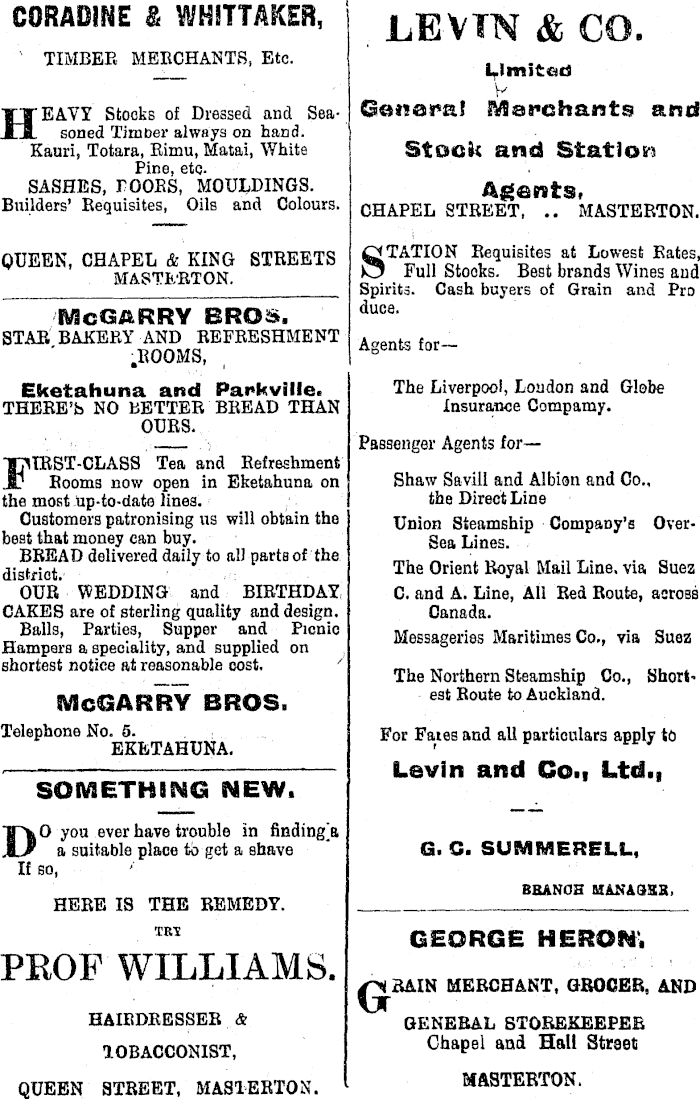 CORADINE & WHITTAKER,
TIMBER MERCHANTS, Etc.
HEAVY Stocks of Dressed and Sea-
soned Timber always on hand.
Kauri, Totara, Rimu, Matai, White
Pine, etc.
SASHES, DOORS, MOULDINGS.
Builders' Requisites, Oils and Colours.
QUEEN, CHAPEL & KING STREETS
MASTERTON.
McGARRY BROS.
STAR BAKERY AND REFRESHMENT
ROOMS,
Eketahuna and Parkville.
THERE'S NO BETTER BREAD THAN
OURS.
FIRST-CLASS Tea and Refreshment
Rooms now open in Eketahuna on
the most up-to-date lines.
Customers patronising us will obtain the
best that money can buy.
BREAD delivered daily to all parts of the
district.
OUR WEDDING and BIRTHDAY
CAKES are of sterling quality and design.
Balls, Parties, Supper and Picnic
Hampers a speciality, and supplied on
shortest notice at reasonable cost.
McGARRY BROS.
Telephone No. 5.
EKETAHUNA.
SOMETHING NEW.
DO you ever have trouble in finding a
a suitable place to get a shave
If so,
HERE IS THE REMEDY.
TRY
PROF WILLIAMS.
HAIRDRESSER &
TOBACCONIST,
QUEEN STREET, MASTERTON.
LEVIN & CO.
Limited
General Merchants and
Stock and Station
Agents,
CHAPEL STREET, .. MASTERTON.
STATION Requisites at Lowest Rates,
Full Stocks. Best brands Wines and
Spirits. Cash buyers of Grain and Pro
duce.
Agents for—
The Liverpool, London and Globe
Insurance Compamy.
Passenger Agents for—
Shaw Savill and Albion and Co.,
the Direct Line
Union Steamship Company's Over-
Sea Lines.
The Orient Royal Mail Line, via Suez
C. and A. Line, All Red Route, across
Canada.
Messageries Maritimes Co., via Suez
The Northern Steamship Co., Short-
est Route to Auckland.
For Fares and all particulars apply to
Levin and Co., Ltd.,
G. C. SUMMERELL,
BRANCH MANAGER,
GEORGE HERON.
GRAIN MERCHANT, GROCER, AND
GENERAL STOREKEEPER
Chapel and Hall Street
MASTERTON.